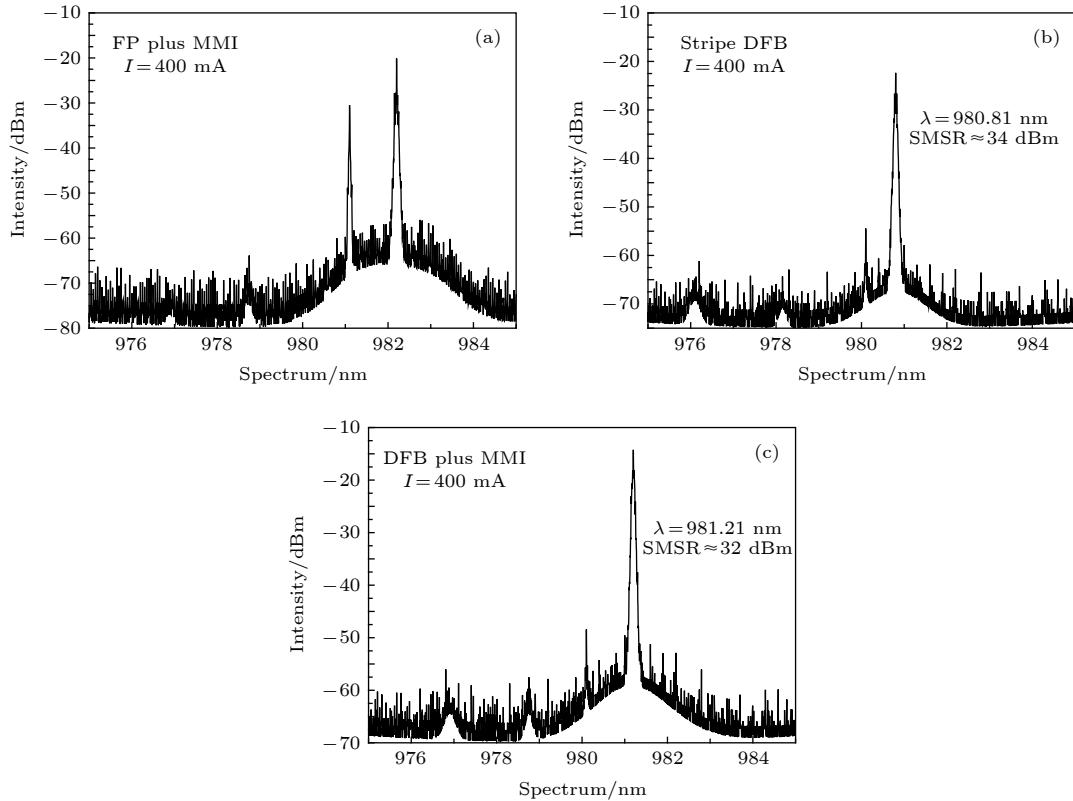 (a)
FP plus MMI
I=400 mA
−10
−20
−30
−40
−50
−60
−70
−80
Intensity/dBm
976 978 980 982 984
Spectrum/nm
(b)
Stripe DFB
I=400 mA
λ=980.81 nm
SMSR≈34 dBm
−10
−20
−30
−40
−50
−60
−70
Intensity/dBm
976 978 980 982 984
Spectrum/nm
(c)
DFB plus MMI
I=400 mA
λ=981.21 nm
SMSR≈32 dBm
−10
−20
−30
−40
−50
−60
−70
Intensity/dBm
976 978 980 982 984
Spectrum/nm